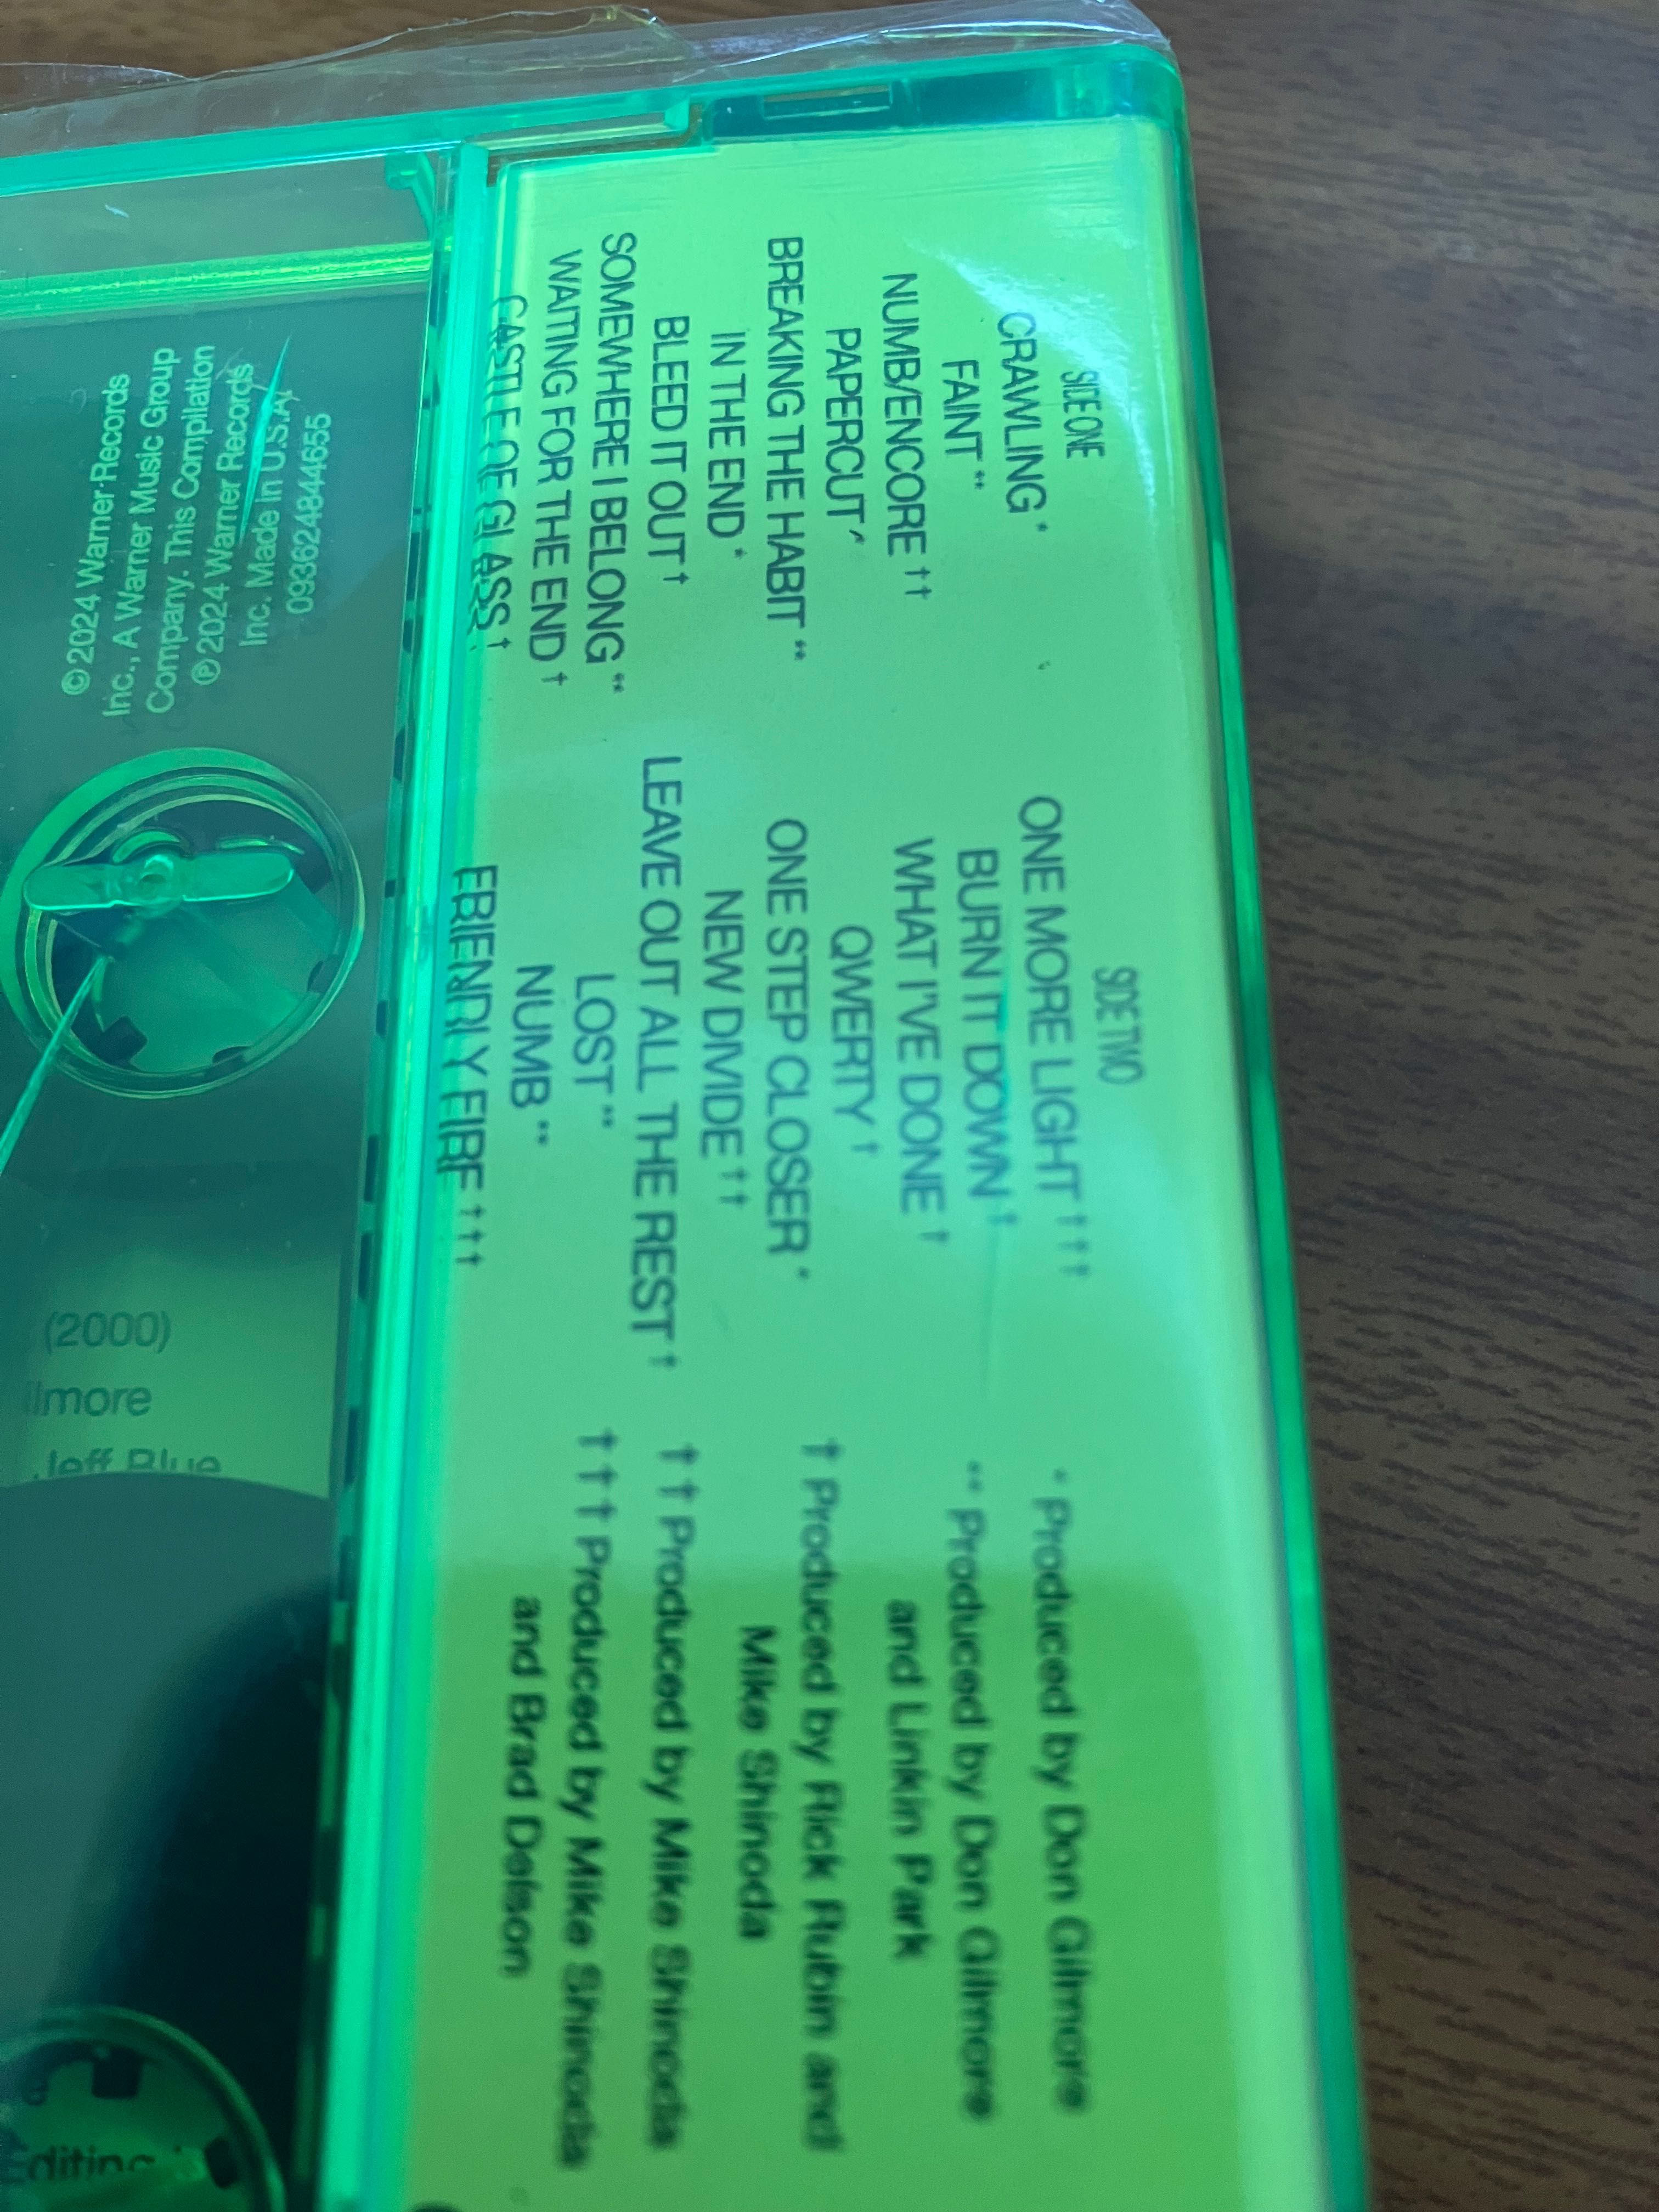 SIDE ONE
CRAWLING *
FAINT **
NUMB/ENCORE ††
PAPERCUT *
BREAKING THE HABIT **
IN THE END *
BLEED IT OUT †
SOMEWHERE I BELONG **
WAITING FOR THE END †
CASTLE OF GLASS †
SIDE TWO
ONE MORE LIGHT †††
BURN IT DOWN †
WHAT I'VE DONE †
QWERTY †
ONE STEP CLOSER *
NEW DIVIDE ††
LEAVE OUT ALL THE REST †
LOST **
NUMB **
FRIENDLY FIRE †††
* Produced by Don Gilmore
** Produced by Don Gilmore
and Linkin Park
† Produced by Rick Rubin and
Mike Shinoda
†† Produced by Mike Shinoda
††† Produced by Mike Shinoda
and Brad Delson
©2024 Warner Records
Inc., A Warner Music Group
Company. This Compilation
℗2024 Warner Records
Inc. Made in U.S.A.
093624844655
(2000)
ilmore
Jeff Blue
diting